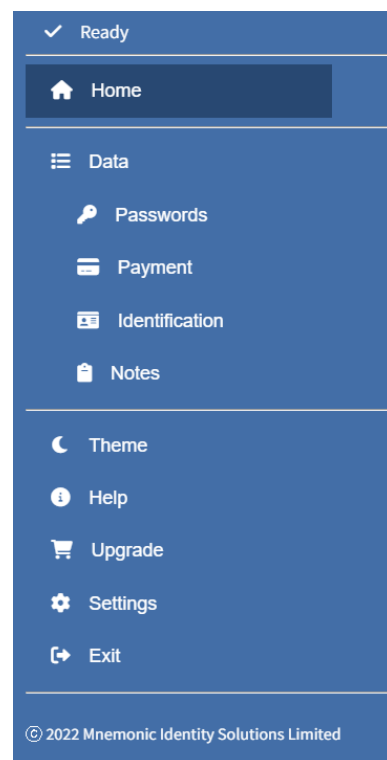 Ready
Home
Data
Passwords
Payment
Identification
Notes
Theme
Help
Upgrade
Settings
Exit
© 2022 Mnemonic Identity Solutions Limited